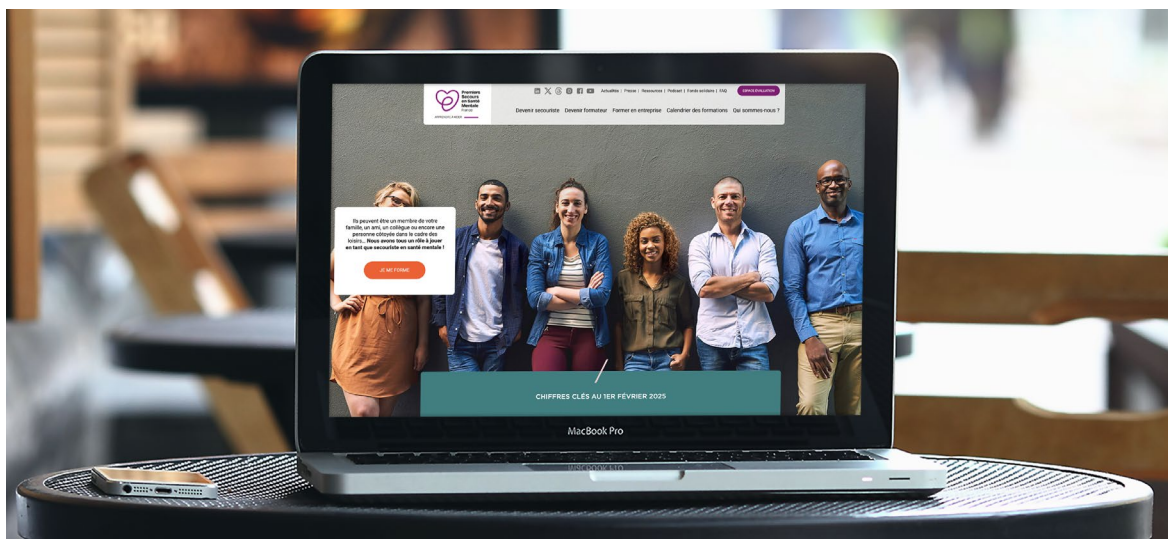 Premiers
Secours
en Santé
Mentale
France
Actualités | Presse | Ressources | Podcast | Fonds solidaire | FAQ
Devenir secouriste Devenir formateur Former en entreprise Calendrier des formations Qui sommes-nous ?
Ils peuvent être un membre de votre
famille, un ami, un collègue ou encore une
personne côtoyée dans le cadre des
loisirs... Nous avons tous un rôle à jouer
en tant que secouriste en santé mentale !
JE ME FORME
CHIFFRES CLÉS AU 1ER FÉVRIER 2025
MacBook Pro